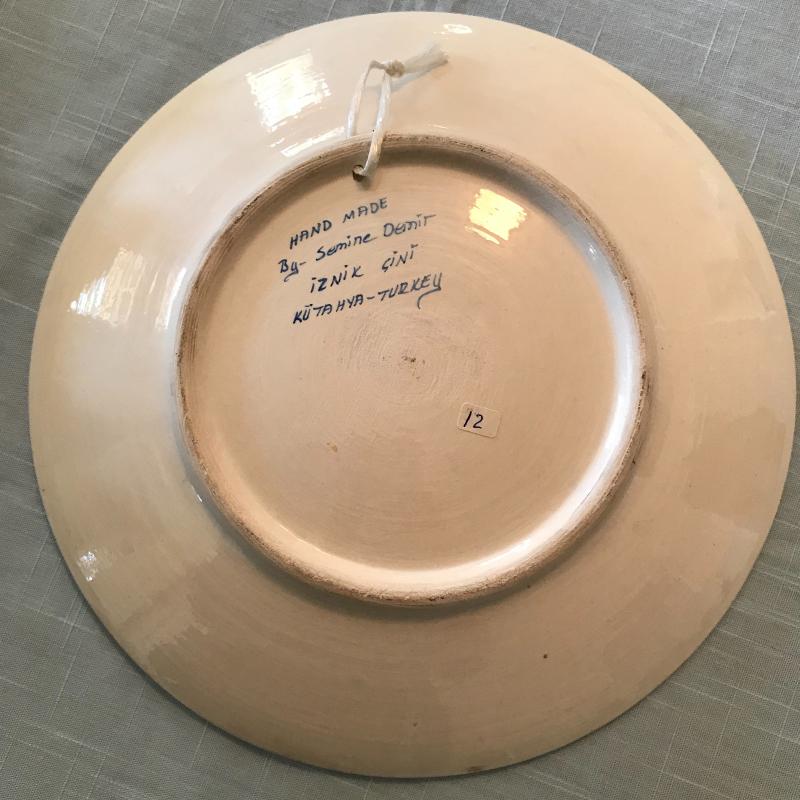 HAND MADE
By- Semine Demir
İZNİK ÇİNİ
KÜTAHYA-TURKEY
12